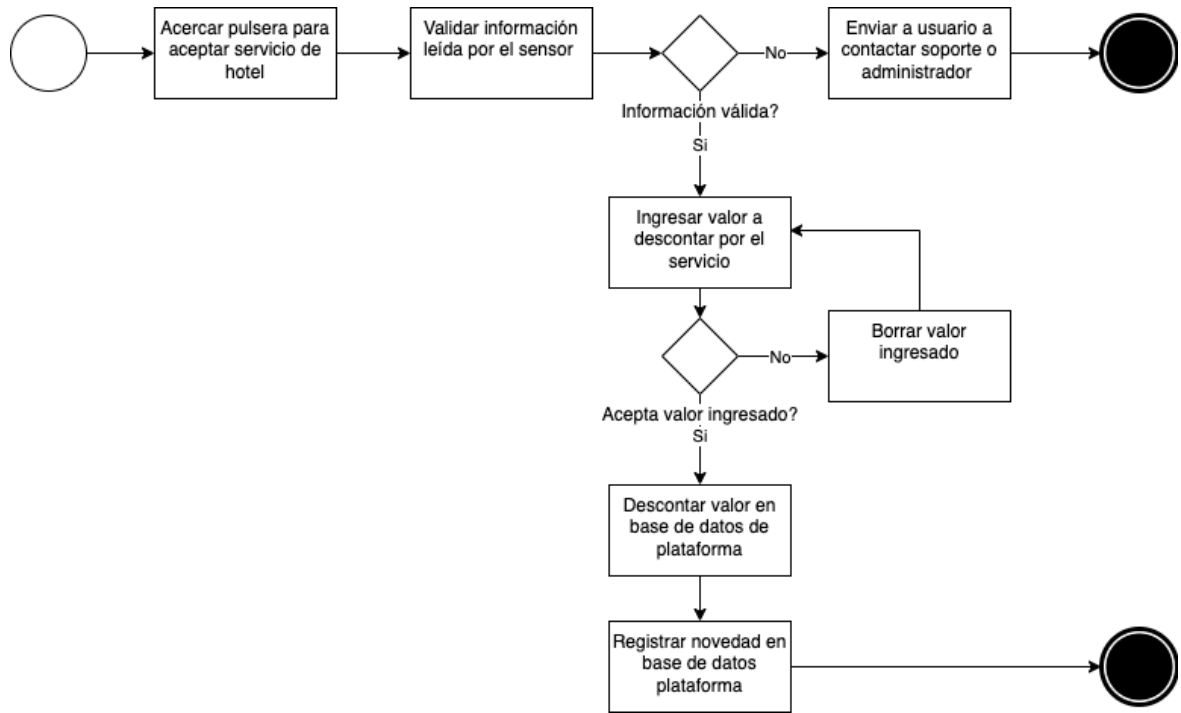 Acercar pulsera para
aceptar servicio de
hotel
Validar información
leída por el sensor
No
Enviar a usuario a
contactar soporte o
administrador
Información válida?
Si
Ingresar valor a
descontar por el
servicio
No
Borrar valor
ingresado
Acepta valor ingresado?
Si
Descontar valor en
base de datos de
plataforma
Registrar novedad en
base de datos
plataforma